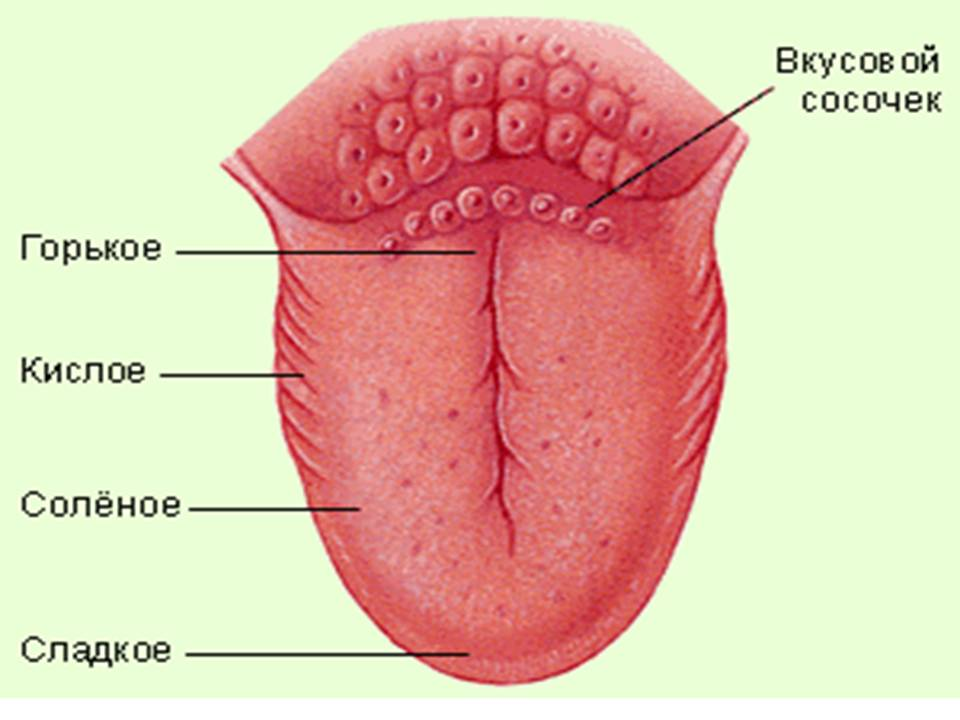 Вкусовой
сосочек
Горькое
Кислое
Солёное
Сладкое